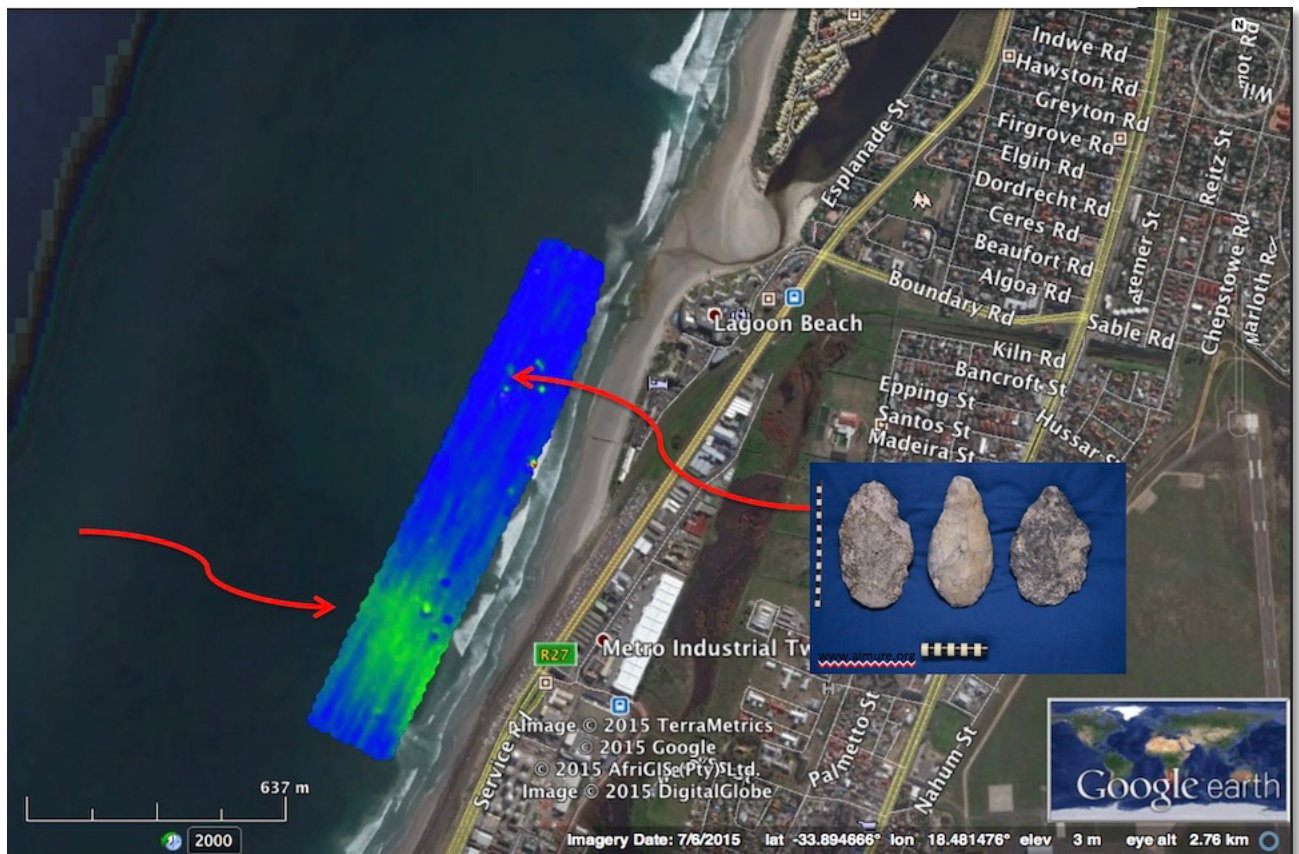 Indwe Rd
Hawston Rd
Greyton Rd
Firgrove Rd
Elgin Rd
Dordrecht Rd
Ceres Rd
Beaufort Rd
Algoa Rd
Boundary Rd
Esplanade St
Reitz St
Chepstowe Rd
Marloth Rd
Sable Rd
N
Lagoon Beach
Kiln Rd
Bancroft St
Epping St
Santos St
Madeira St
Hussar St
R27
Metro Industrial Tw
www.aimure.org
Palmetto St
Nahum St
Service Rd
Image © 2015 TerraMetrics
© 2015 Google
© 2015 AfriGIS (Pty) Ltd.
Image © 2015 DigitalGlobe
Google earth
637 m
2000
Imagery Date: 7/6/2015 lat -33.894666° lon 18.481476° elev 3 m eye alt 2.76 km